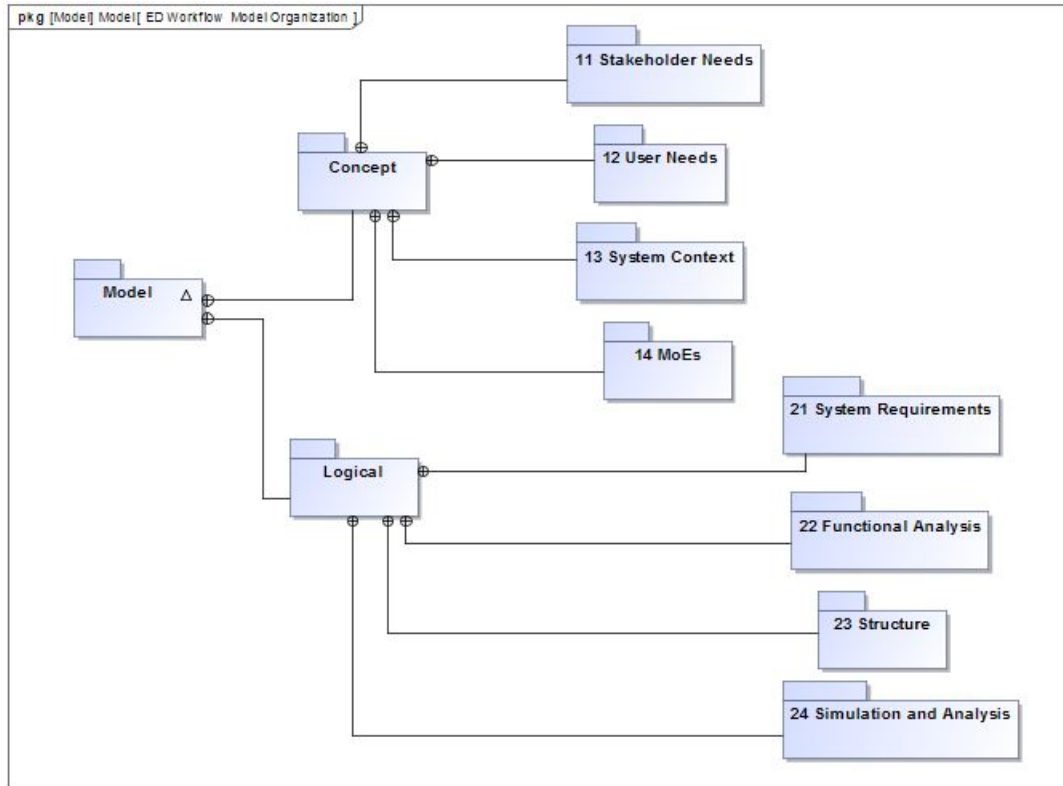 pkg [Model] Model[ ED Workflow Model Organization ]
11 Stakeholder Needs
12 User Needs
Concept
13 System Context
Model
14 MoEs
21 System Requirements
Logical
22 Functional Analysis
23 Structure
24 Simulation and Analysis